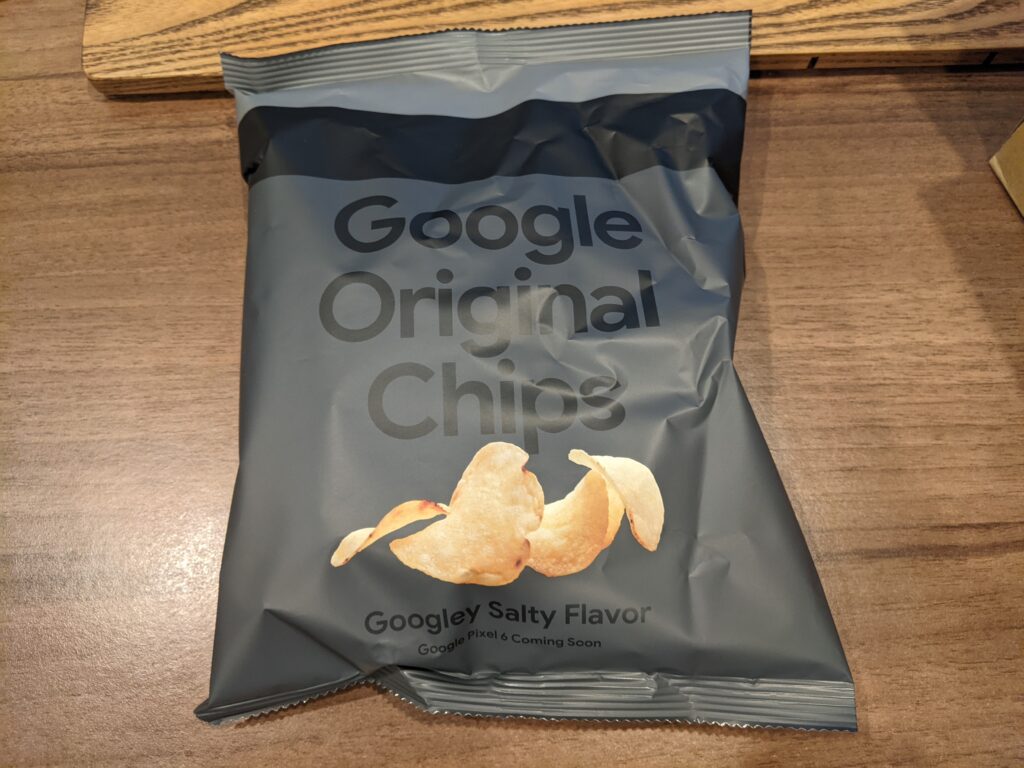 Google
Original
Chips
Googley Salty Flavor
Google Pixel 6 Coming Soon